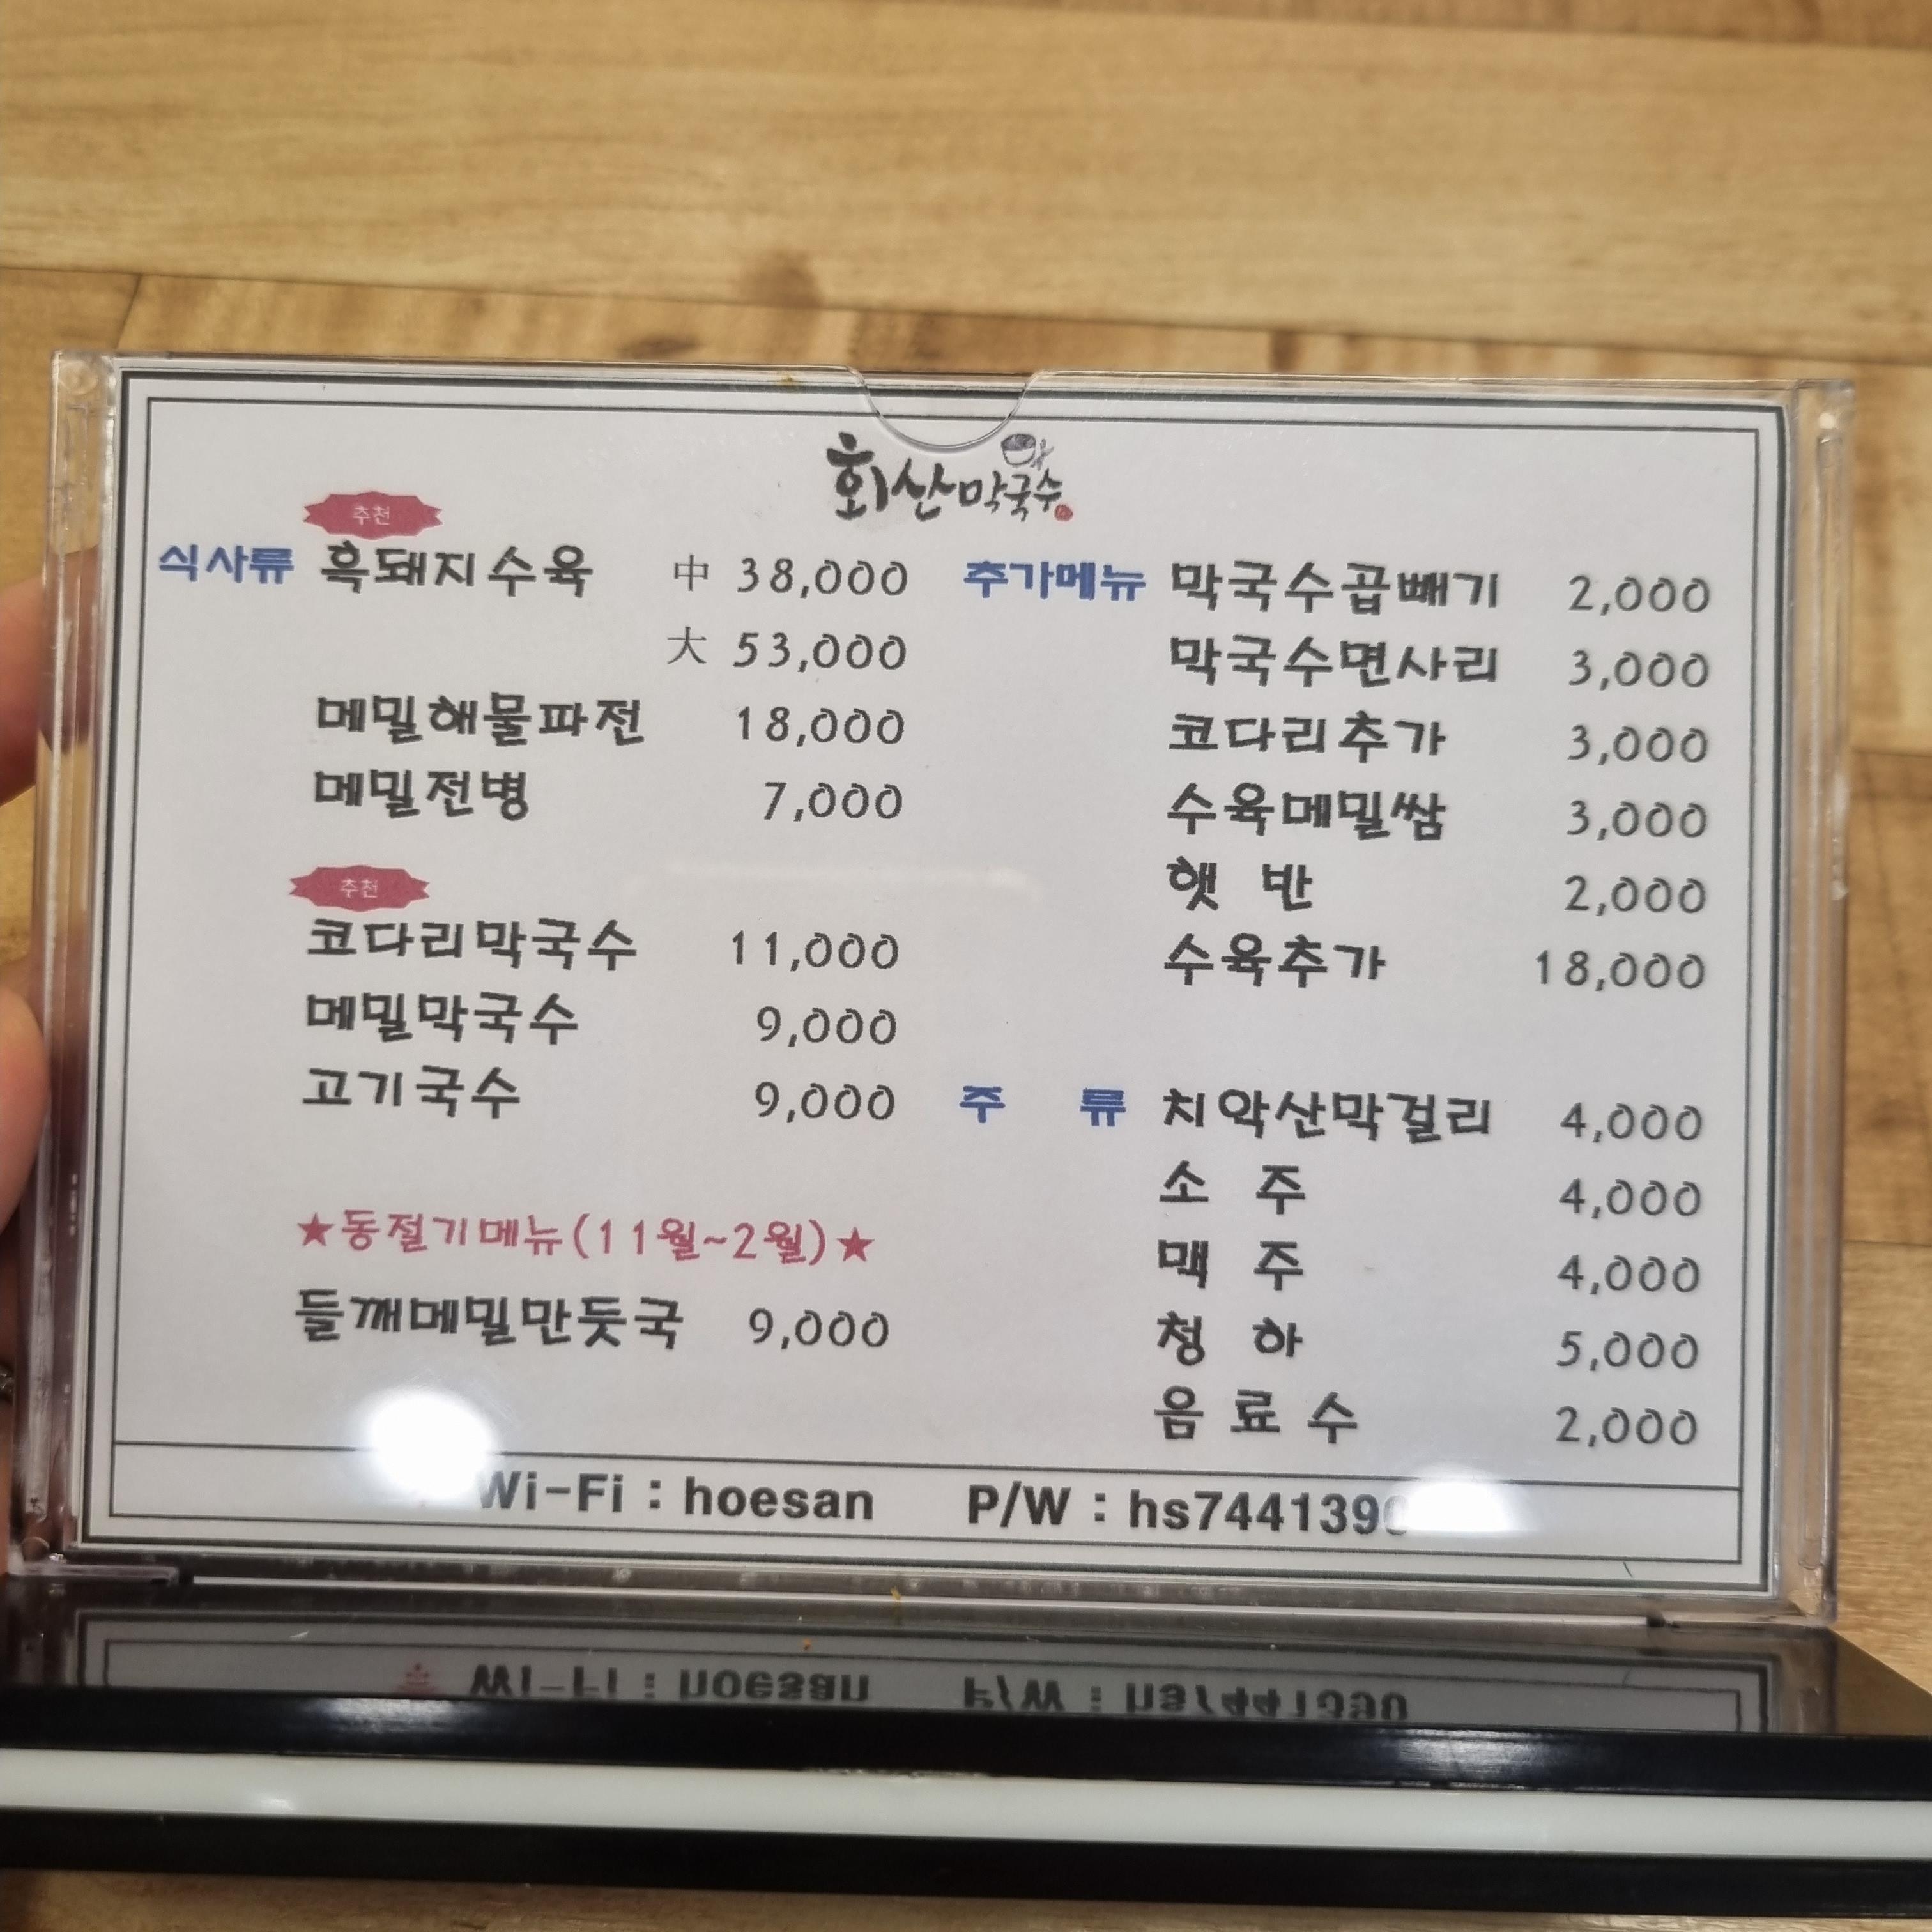 회산막국수
추천
식사류 흑돼지수육 中 38,000
大 53,000
메밀해물파전 18,000
메밀전병 7,000
추천
코다리막국수 11,000
메밀막국수 9,000
고기국수 9,000
★동절기메뉴(11월~2월)★
들깨메밀만둣국 9,000
추가메뉴 막국수곱빼기 2,000
막국수면사리 3,000
코다리추가 3,000
수육메밀쌈 3,000
햇 반 2,000
수육추가 18,000
주 류 치악산막걸리 4,000
소 주 4,000
맥 주 4,000
청 하 5,000
음 료 수 2,000
Wi-Fi : hoesan P/W : hs7441390